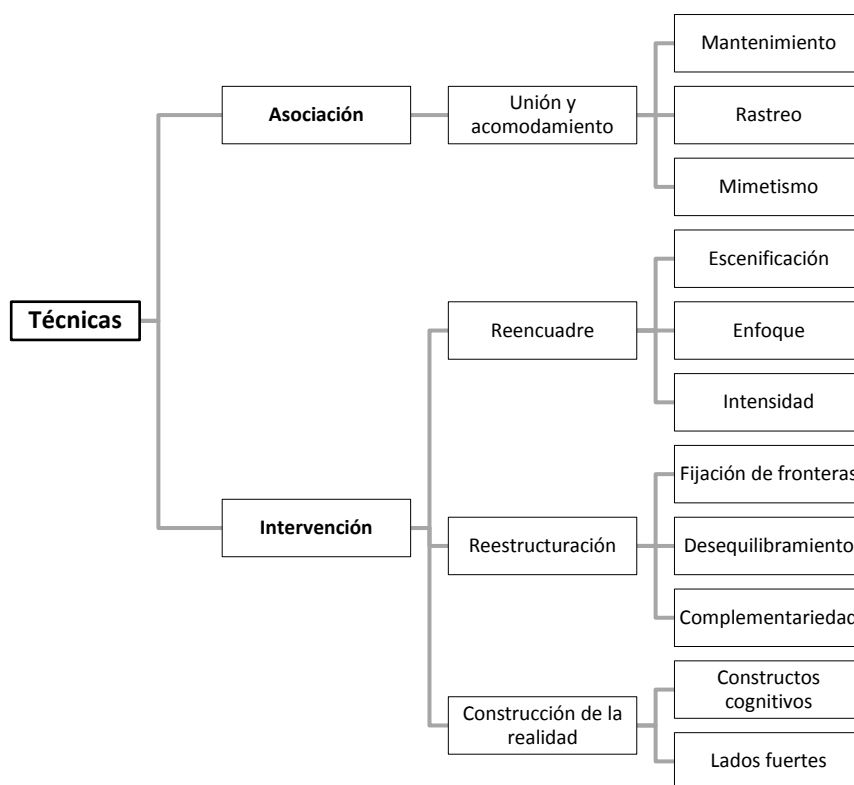 Técnicas
Asociación
Unión y
acomodamiento
Mantenimiento
Rastreo
Mimetismo
Intervención
Reencuadre
Escenificación
Enfoque
Intensidad
Reestructuración
Fijación de fronteras
Desequilibramiento
Complementariedad
Construcción de la
realidad
Constructos
cognitivos
Lados fuertes